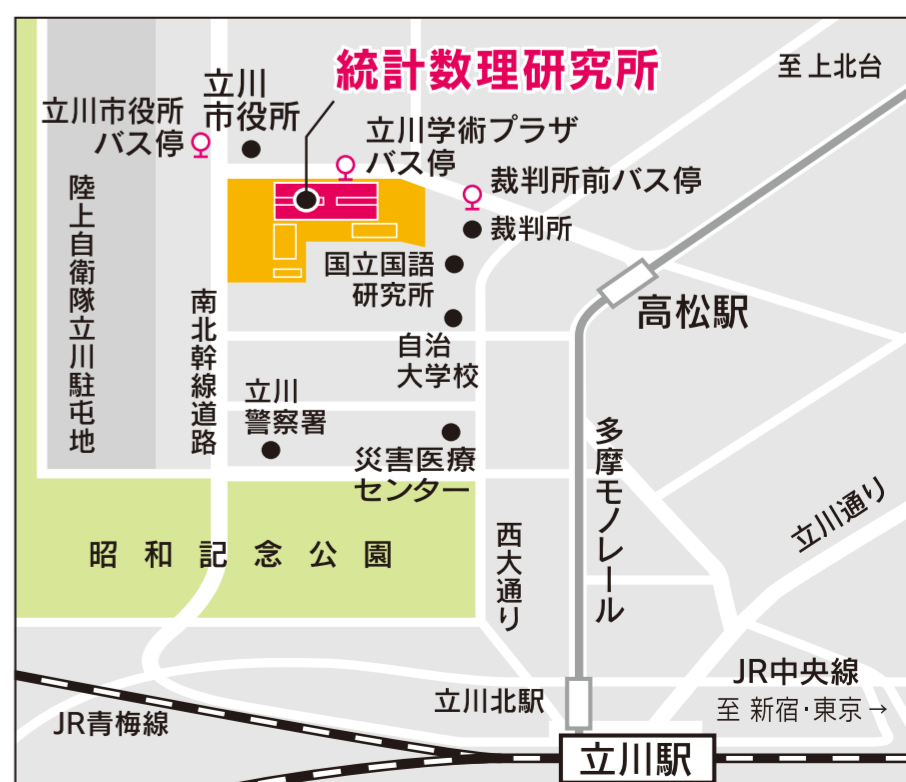 統計数理研究所
至 上北台
立川
市役所
立川市役所
バス停
立川学術プラザ
バス停
裁判所前バス停
裁判所
陸上自衛隊立川駐屯地
国立国語
研究所
南北幹線道路
高松駅
自治
大学校
立川
警察署
災害医療
センター
多摩モノレール
立川通り
昭和記念公園
西大通り
JR中央線
至 新宿・東京→
立川北駅
JR青梅線
立川駅